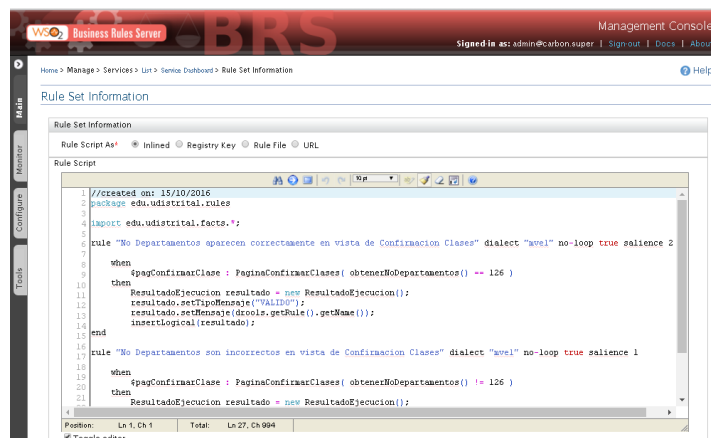 BRS
WSO2 Business Rules Server
Management Console
Signed-in as: admin@carbon.super | Sign-out | Docs | About
Home > Manage > Services > List > Service Dashboard > Rule Set Information
Help
Rule Set Information
Main
Monitor
Configure
Tools
Rule Set Information
Rule Script As* Inlined Registry Key Rule File URL
Rule Script
10 pt
1 //created on: 15/10/2016
2 package edu.udistrital.rules
3
4 import edu.udistrital.facts.*;
5
6 rule "No Departamentos aparecen correctamente en vista de Confirmacion Clases" dialect "mvel" no-loop true salience 2
7
8 when
9 $pagConfirmarClase : PaginaConfirmarClases( obtenerNoDepartamentos() == 126 )
10 then
11 ResultadoEjecucion resultado = new ResultadoEjecucion();
12 resultado.setTipoMensaje("VALIDO");
13 resultado.setMensaje(drools.getRule().getName());
14 insertLogical(resultado);
15 end
16
17 rule "No Departamentos son incorrectos en vista de Confirmacion Clases" dialect "mvel" no-loop true salience 1
18
19 when
20 $pagConfirmarClase : PaginaConfirmarClases( obtenerNoDepartamentos() != 126 )
21 then
22 ResultadoEjecucion resultado = new ResultadoEjecucion();
Position: Ln 1, Ch 1 Total: Ln 27, Ch 994
Toggle editor